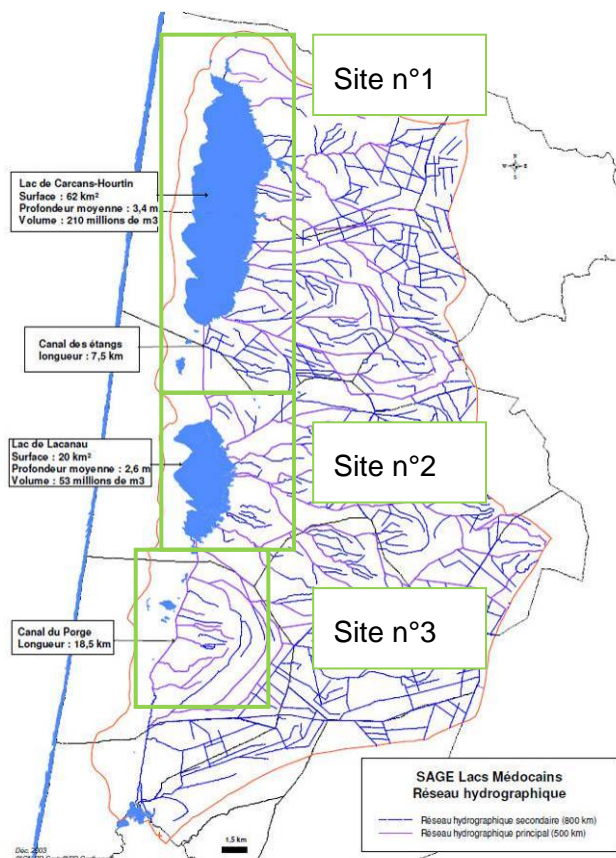 Site n°1
Lac de Carcans-Hourtin
Surface : 62 km²
Profondeur moyenne : 3,4 m
Volume : 210 millions de m3
Canal des étangs
longueur : 7,5 km
Lac de Lacanau
Surface : 20 km²
Profondeur moyenne : 2,6 m
Volume : 53 millions de m3
Site n°2
Canal du Porge
Longueur : 18,5 km
Site n°3
SAGE Lacs Médocains
Réseau hydrographique
Réseau hydrographique secondaire (800 km)
Réseau hydrographique principal (500 km)
1,5 km
Déc. 2003